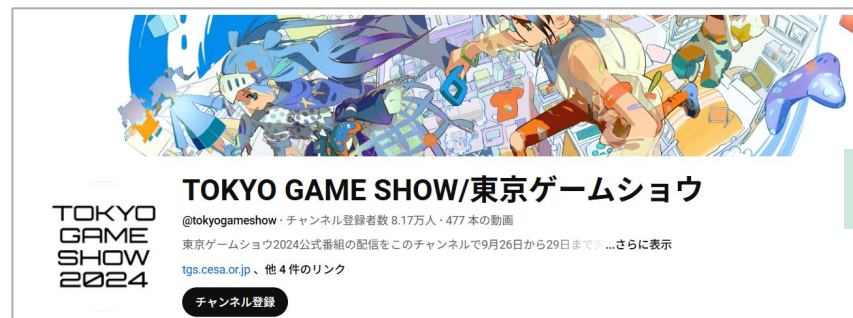 TOKYO GAME SHOW/東京ゲームショウ
@tokyogameshow・チャンネル登録者数 8.17万人・477 本の動画
東京ゲームショウ2024公式番組の配信をこのチャンネルで9月26日から29日まで ...さらに表示
tgs.cesa.or.jp 、他 4 件のリンク
チャンネル登録
TOKYO
GAME
SHOW
2024